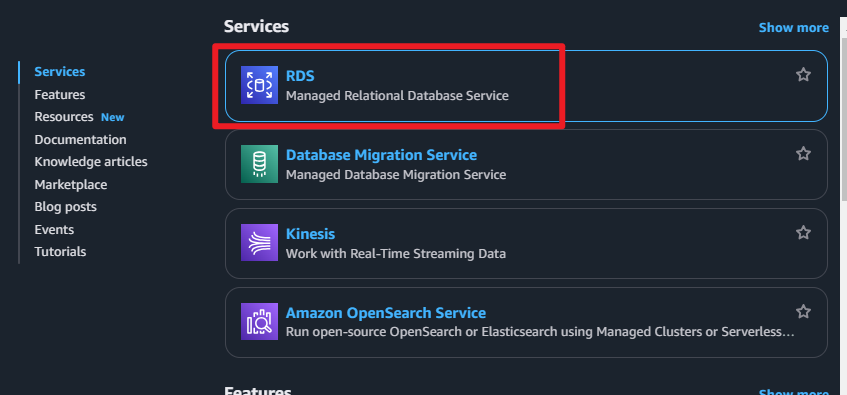 Services
Show more
Services
Features
Resources New
Documentation
Knowledge articles
Marketplace
Blog posts
Events
Tutorials
RDS
Managed Relational Database Service
Database Migration Service
Managed Database Migration Service
Kinesis
Work with Real-Time Streaming Data
Amazon OpenSearch Service
Run open-source OpenSearch or Elasticsearch using Managed Clusters or Serverless...
Features
Show more